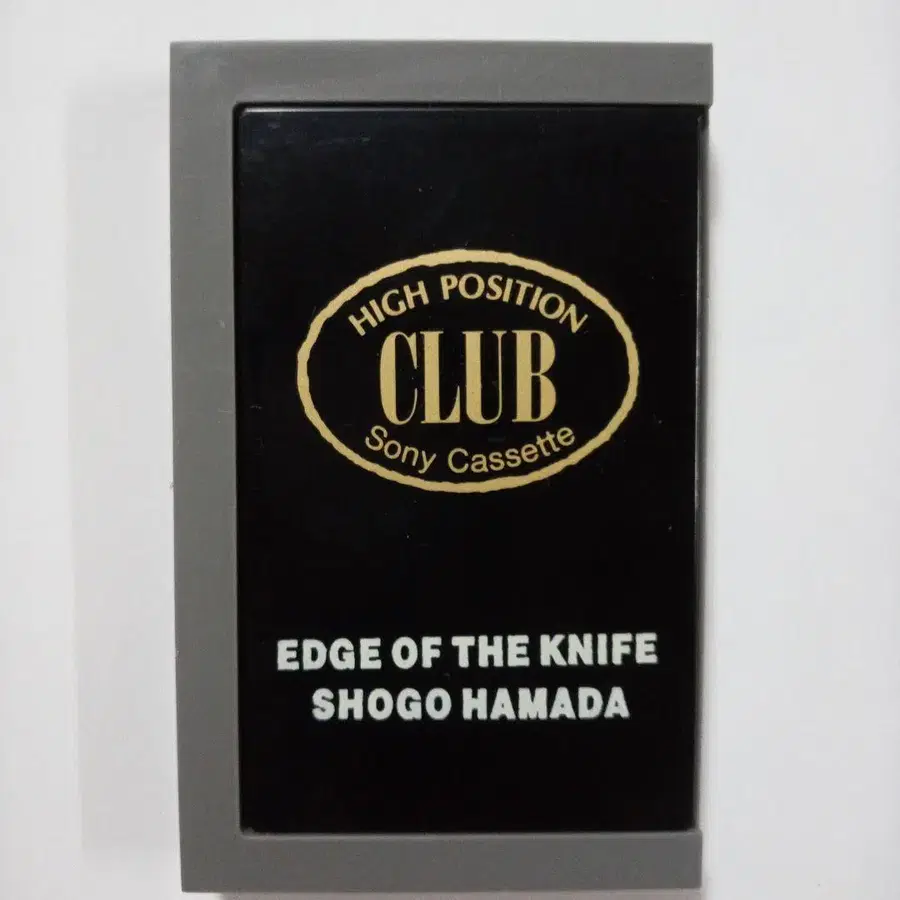 HIGH POSITION
CLUB
Sony Cassette
EDGE OF THE KNIFE
SHOGO HAMADA